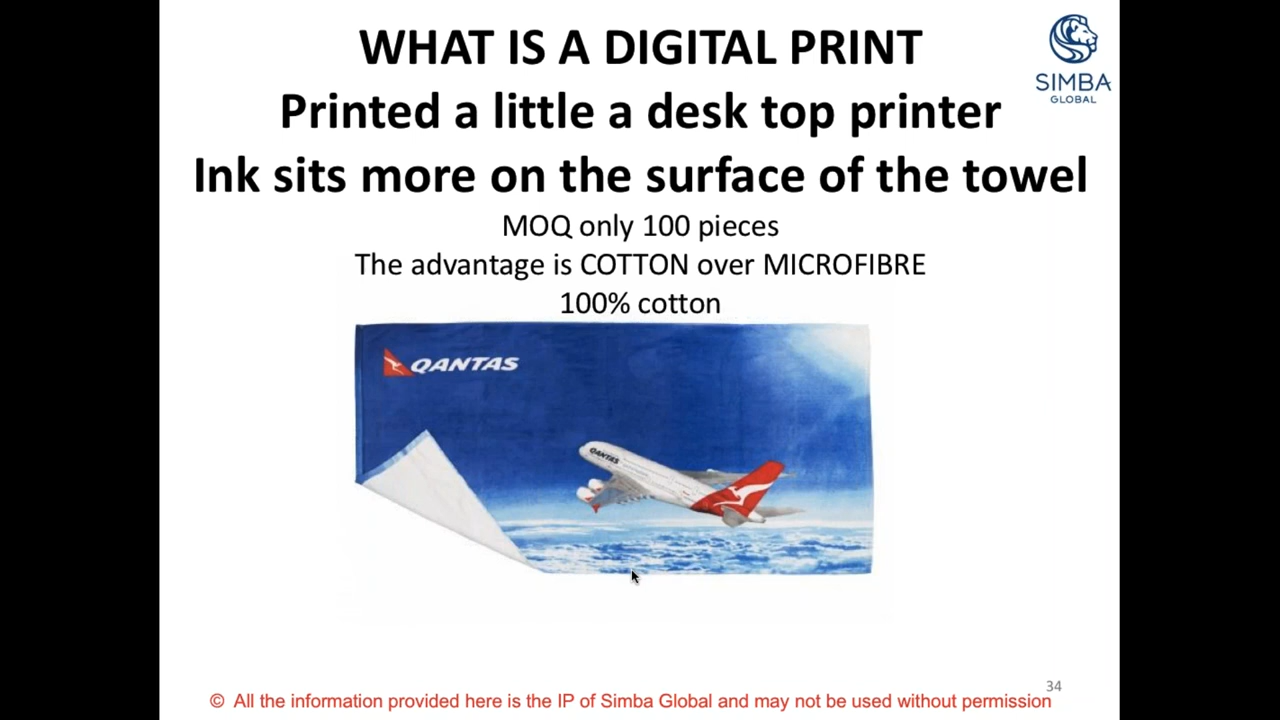 WHAT IS A DIGITAL PRINT
Printed a little a desk top printer
Ink sits more on the surface of the towel
SIMBA
GLOBAL
MOQ only 100 pieces
The advantage is COTTON over MICROFIBRE
100% cotton
QANTAS
QANTAS
34
© All the information provided here is the IP of Simba Global and may not be used without permission